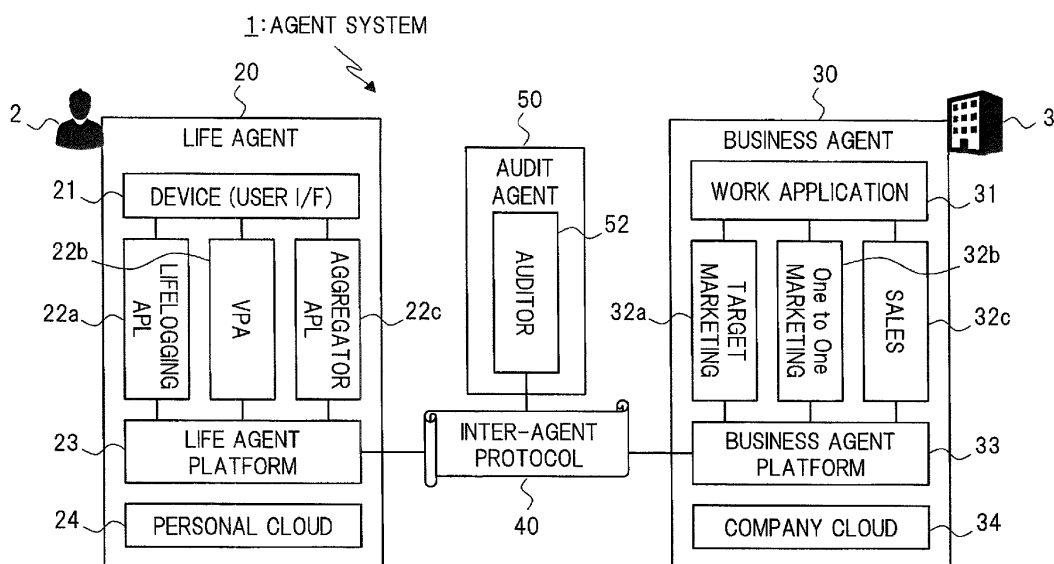 1:AGENT SYSTEM
2
20
LIFE AGENT
21
DEVICE (USER I/F)
22a
LIFELOGGING
APL
22b
VPA
AGGREGATOR
APL
22c
23
LIFE AGENT
PLATFORM
24
PERSONAL CLOUD
50
AUDIT
AGENT
52
AUDITOR
INTER-AGENT
PROTOCOL
40
30
3
BUSINESS AGENT
WORK APPLICATION
31
32a
TARGET
MARKETING
One to One
MARKETING
32b
SALES
32c
BUSINESS AGENT
PLATFORM
33
COMPANY CLOUD
34